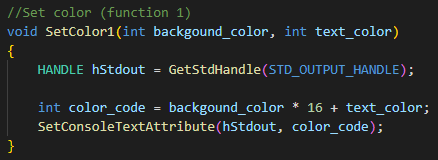 //Set color (function 1)
void SetColor1(int backgound_color, int text_color)
{
    HANDLE hStdout = GetStdHandle(STD_OUTPUT_HANDLE);

    int color_code = backgound_color * 16 + text_color;
    SetConsoleTextAttribute(hStdout, color_code);
}